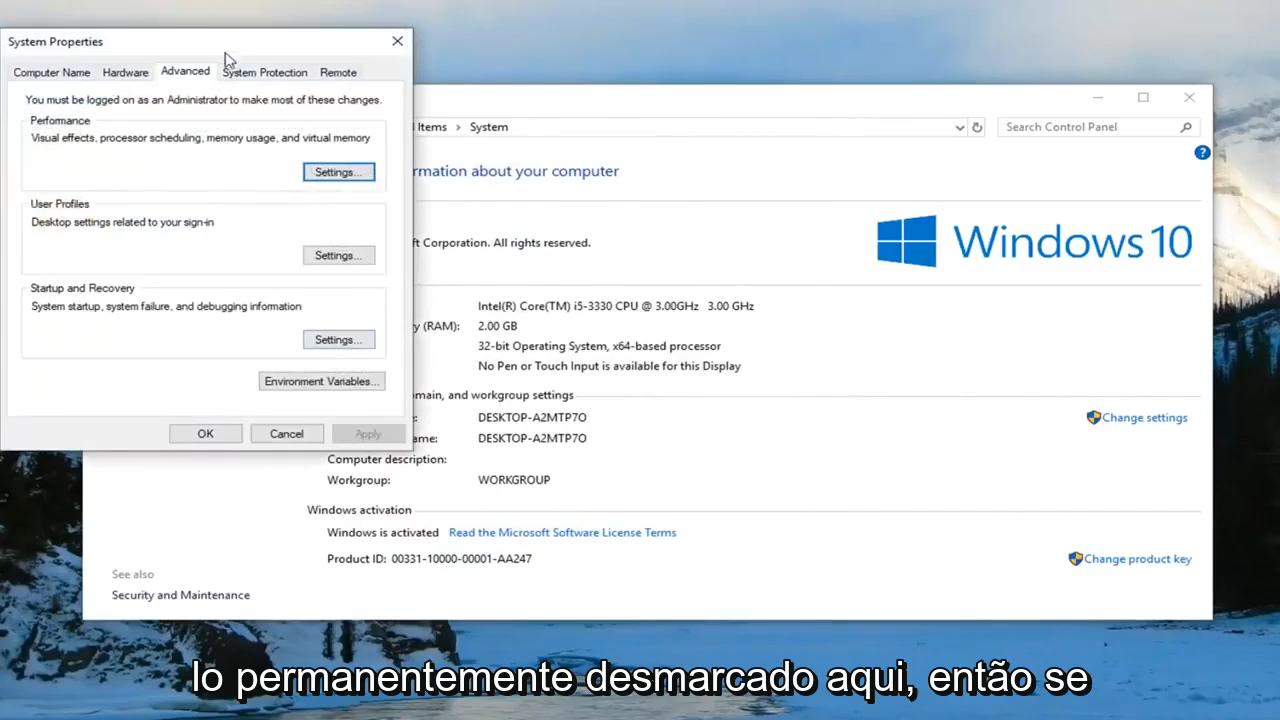 System Properties
Computer Name Hardware Advanced System Protection Remote
You must be logged on as an Administrator to make most of these changes.
Performance
Visual effects, processor scheduling, memory usage, and virtual memory
Settings...
User Profiles
Desktop settings related to your sign-in
Settings...
Startup and Recovery
System startup, system failure, and debugging information
Settings...
Environment Variables...
OK Cancel Apply
Items > System
Search Control Panel
?
rmation about your computer
ft Corporation. All rights reserved.
Windows 10
Intel(R) Core(TM) i5-3330 CPU @ 3.00GHz 3.00 GHz
y (RAM): 2.00 GB
32-bit Operating System, x64-based processor
No Pen or Touch Input is available for this Display
main, and workgroup settings
DESKTOP-A2MTP7O
Change settings
me: DESKTOP-A2MTP7O
Computer description:
Workgroup: WORKGROUP
Windows activation
Windows is activated Read the Microsoft Software License Terms
Product ID: 00331-10000-00001-AA247
Change product key
See also
Security and Maintenance
lo permanentemente desmarcado aqui, então se